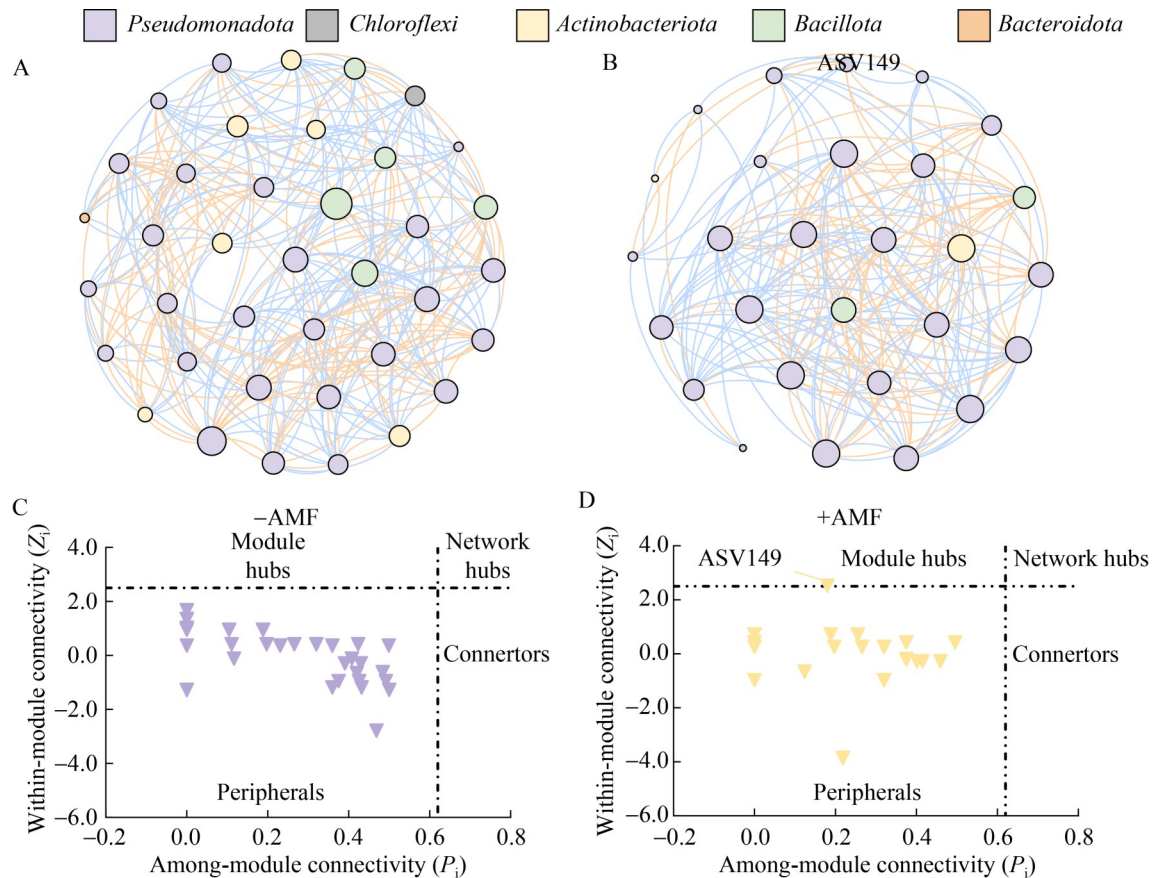 Pseudomonadota Chloroflexi Actinobacteriota Bacillota Bacteroidota
A
B
ASV149
C
−AMF
Module hubs
Network hubs
Connertors
Peripherals
Within-module connectivity (Zi)
4.0
2.0
0.0
−2.0
−4.0
−6.0
−0.2 0.0 0.2 0.4 0.6 0.8
Among-module connectivity (Pi)
D
+AMF
ASV149
Module hubs
Network hubs
Connertors
Peripherals
Within-module connectivity (Zi)
4.0
2.0
0.0
−2.0
−4.0
−6.0
−0.2 0.0 0.2 0.4 0.6 0.8
Among-module connectivity (Pi)